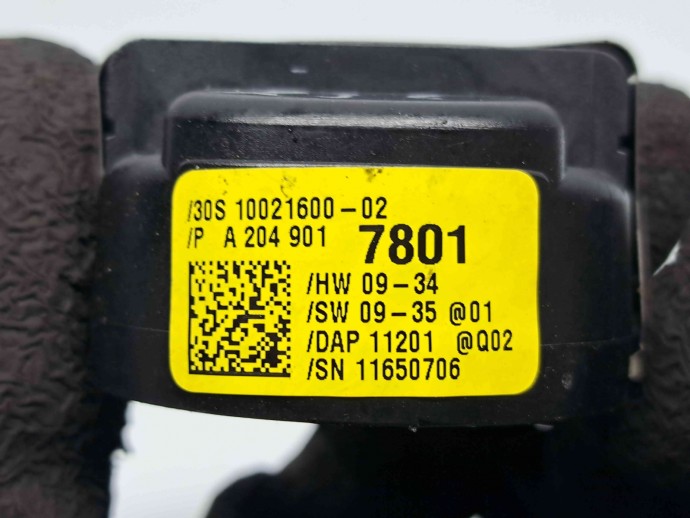 /30S 10021600-02
/P A 204 901 7801
/HW 09-34
/SW 09-35 @01
/DAP 11201 @Q02
/SN 11650706